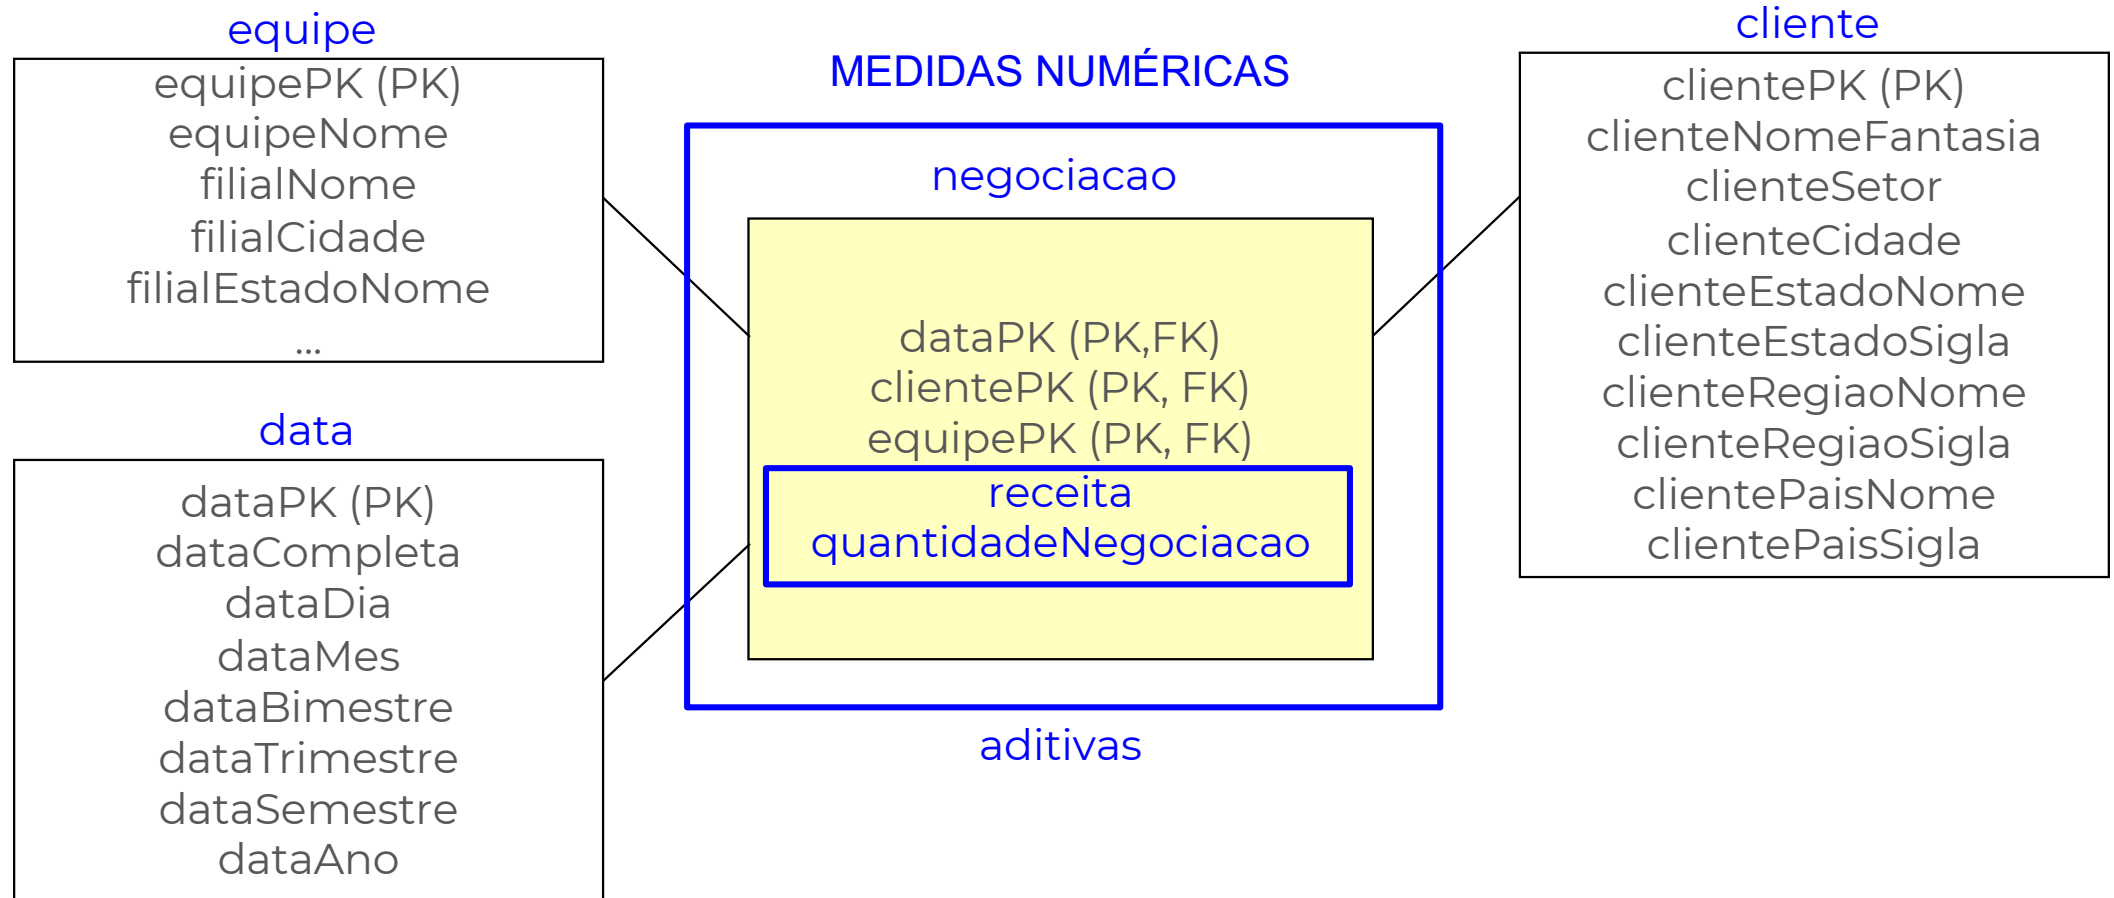 equipe
equipePK (PK)
equipeNome
filialNome
filialCidade
filialEstadoNome
...
data
dataPK (PK)
dataCompleta
dataDia
dataMes
dataBimestre
dataTrimestre
dataSemestre
dataAno
MEDIDAS NUMÉRICAS
negociacao
dataPK (PK,FK)
clientePK (PK, FK)
equipePK (PK, FK)
receita
quantidadeNegociacao
aditivas
cliente
clientePK (PK)
clienteNomeFantasia
clienteSetor
clienteCidade
clienteEstadoNome
clienteEstadoSigla
clienteRegiaoNome
clienteRegiaoSigla
clientePaisNome
clientePaisSigla